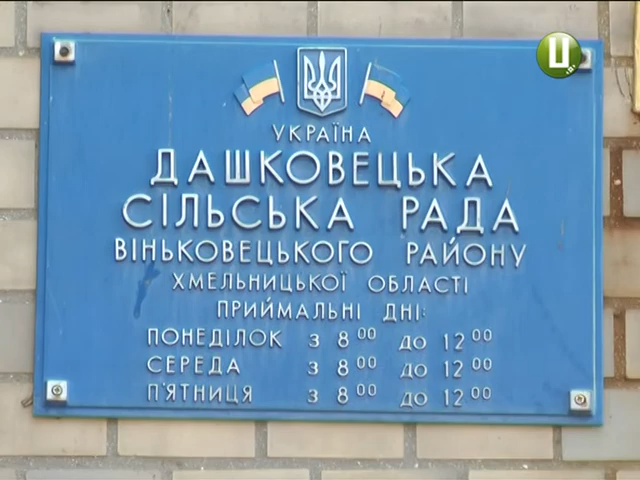 Ц
УКРАЇНА
ДАШКОВЕЦЬКА
СІЛЬСЬКА РАДА
ВІНЬКОВЕЦЬКОГО РАЙОНУ
ХМЕЛЬНИЦЬКОЇ ОБЛАСТІ
ПРИЙМАЛЬНІ ДНІ:
ПОНЕДІЛОК З 8 00 ДО 12 00
СЕРЕДА З 8 00 ДО 12 00
П'ЯТНИЦЯ З 8 00 ДО 12 00